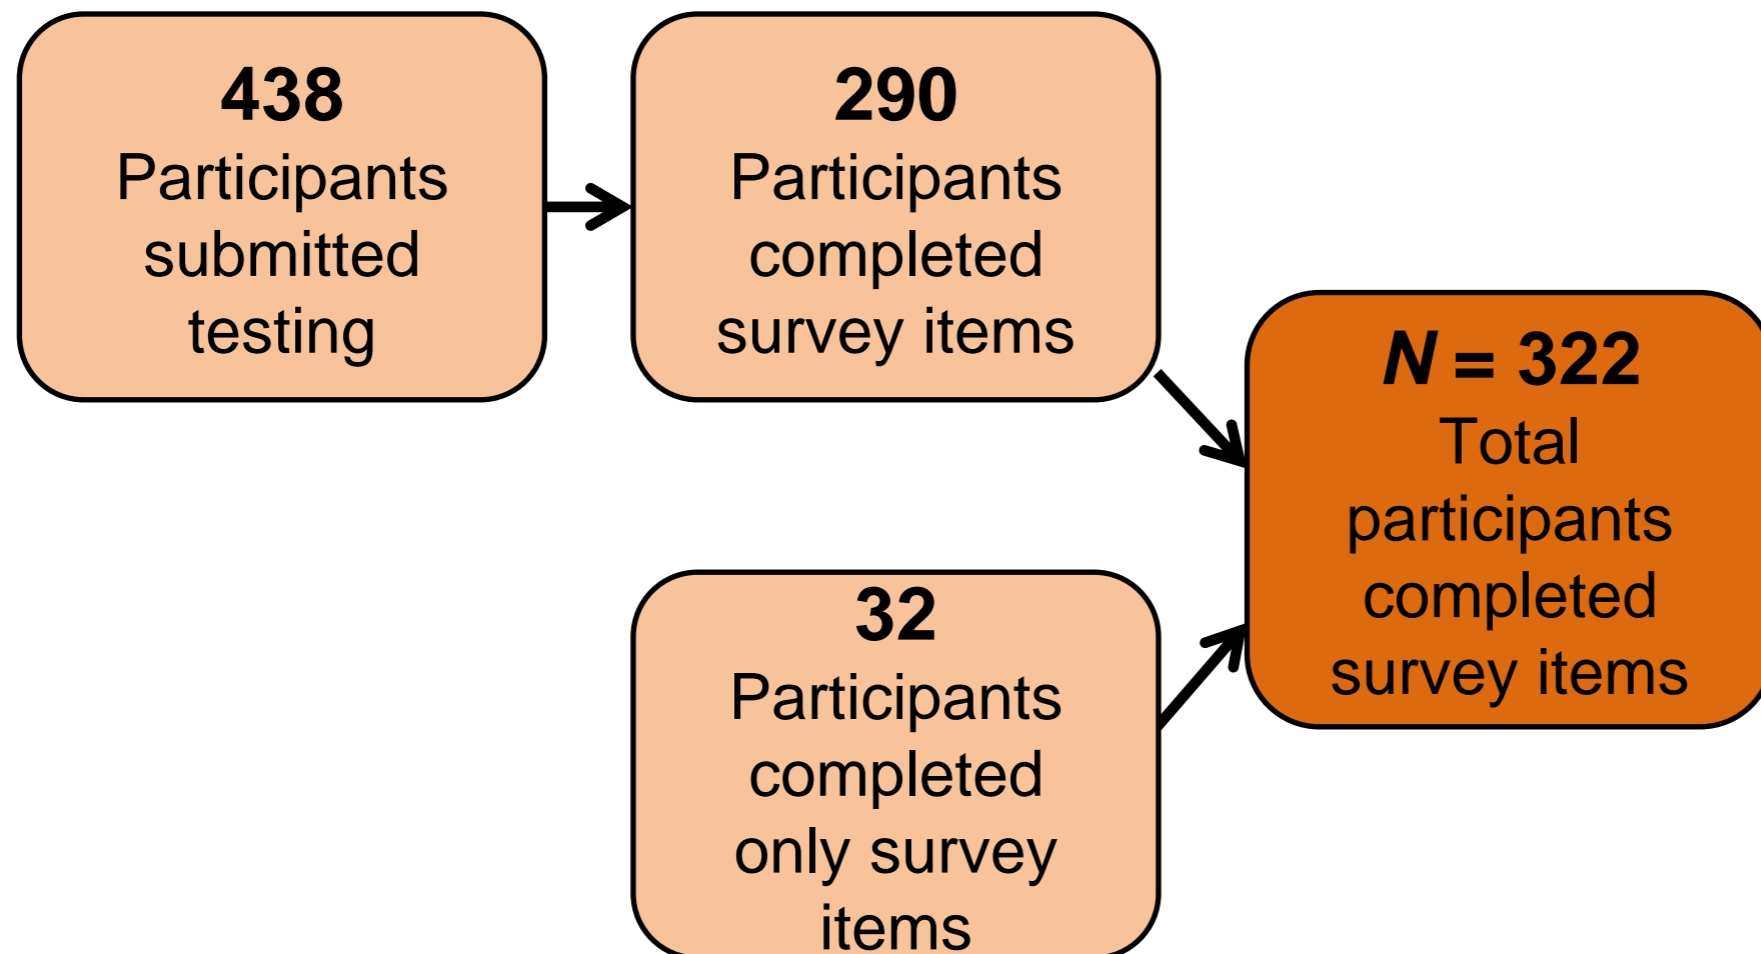 438
Participants
submitted
testing
290
Participants
completed
survey items
32
Participants
completed
only survey
items
N = 322
Total
participants
completed
survey items